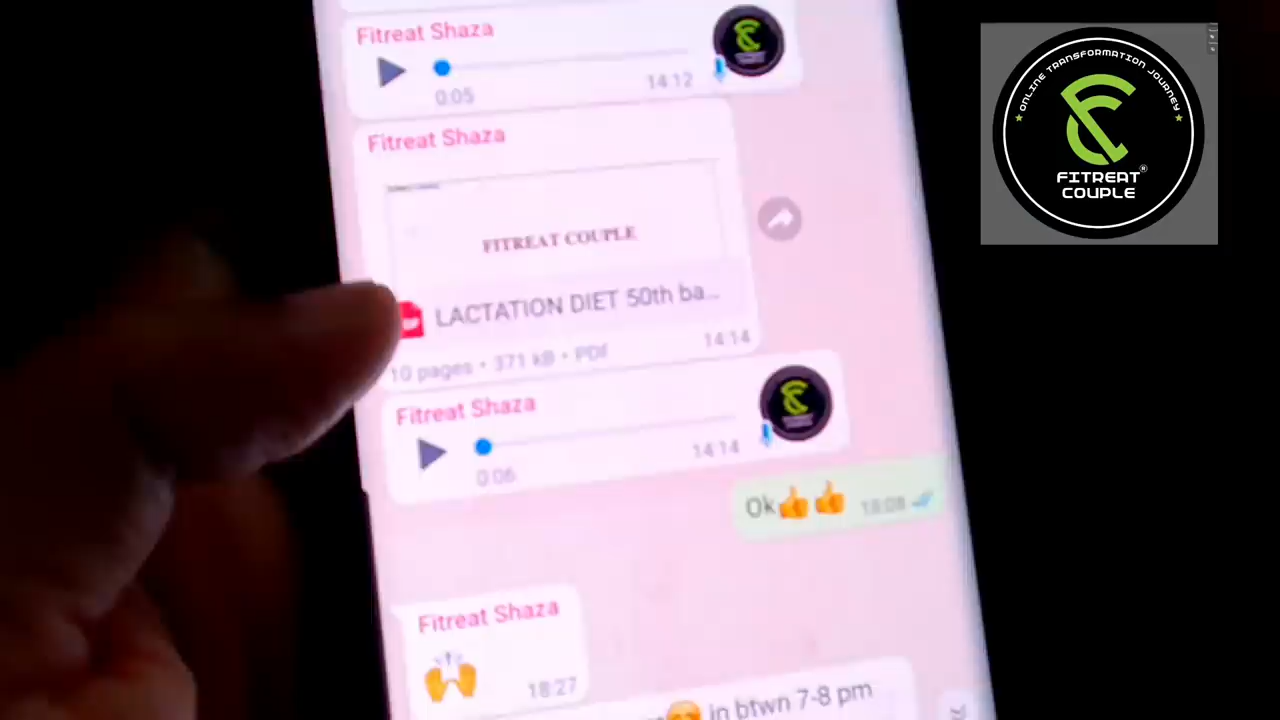 Fitreat Shaza
0:05
14:12
Fitreat Shaza
FITREAT COUPLE
LACTATION DIET 50th ba...
10 pages • 371 kB • PDF
14:14
Fitreat Shaza
0:06
14:14
Ok👍👍
18:08
Fitreat Shaza
🙌
18:27
in btwn 7-8 pm
ONLINE TRANSFORMATION JOURNEY
FITREAT®
COUPLE